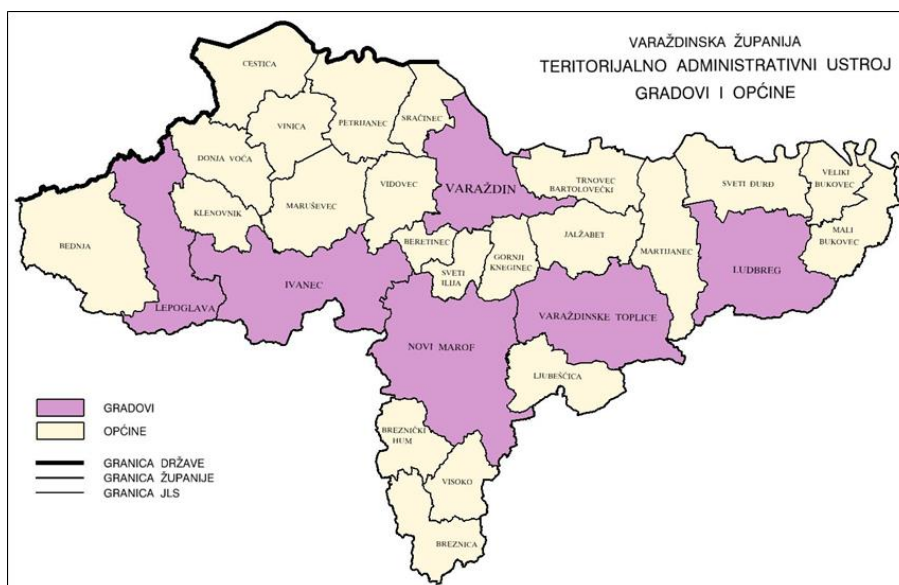 VARAŽDINSKA ŽUPANIJA
TERITORIJALNO ADMINISTRATIVNI USTROJ
GRADOVI I OPĆINE
CESTICA
VINICA
PETRIJANEC
SRAČINEC
DONJA VOĆA
KLENOVNIK
MARUŠEVEC
VIDOVEC
VARAŽDIN
TRNOVEC
BARTOLOVEČKI
SVETI ĐURĐ
VELIKI
BUKOVEC
MALI
BUKOVEC
BEDNJA
LEPOGLAVA
IVANEC
BERETINEC
SVETI
ILIJA
GORNJI
KNEGINEC
JALŽABET
MARTIJANEC
LUDBREG
VARAŽDINSKE TOPLICE
NOVI MAROF
LJUBEŠĆICA
BREZNIČKI
HUM
VISOKO
BREZNICA
GRADOVI
OPĆINE
GRANICA DRŽAVE
GRANICA ŽUPANIJE
GRANICA JLS